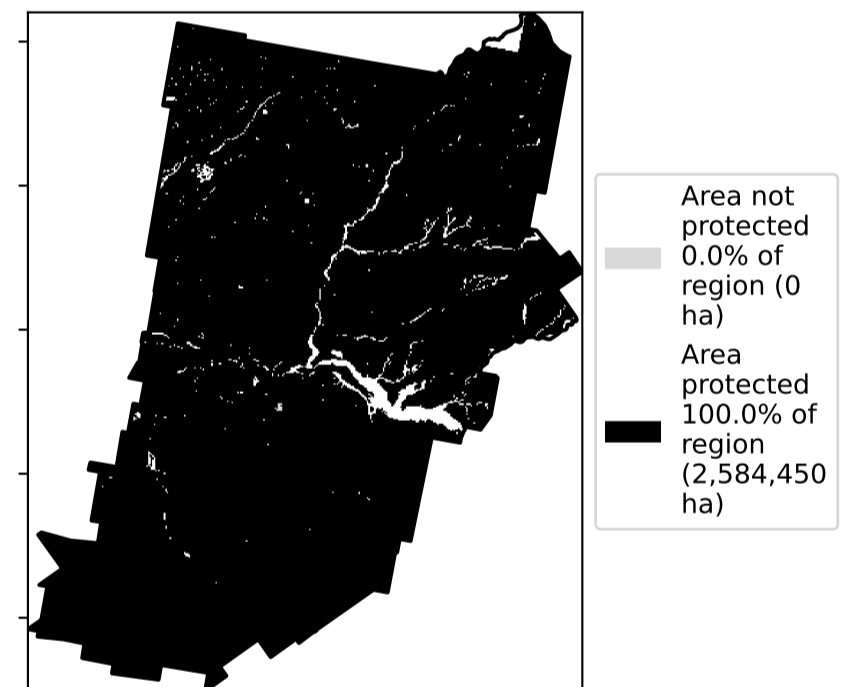 Area not
protected
0.0% of
region (0
ha)
Area
protected
100.0% of
region
(2,584,450
ha)